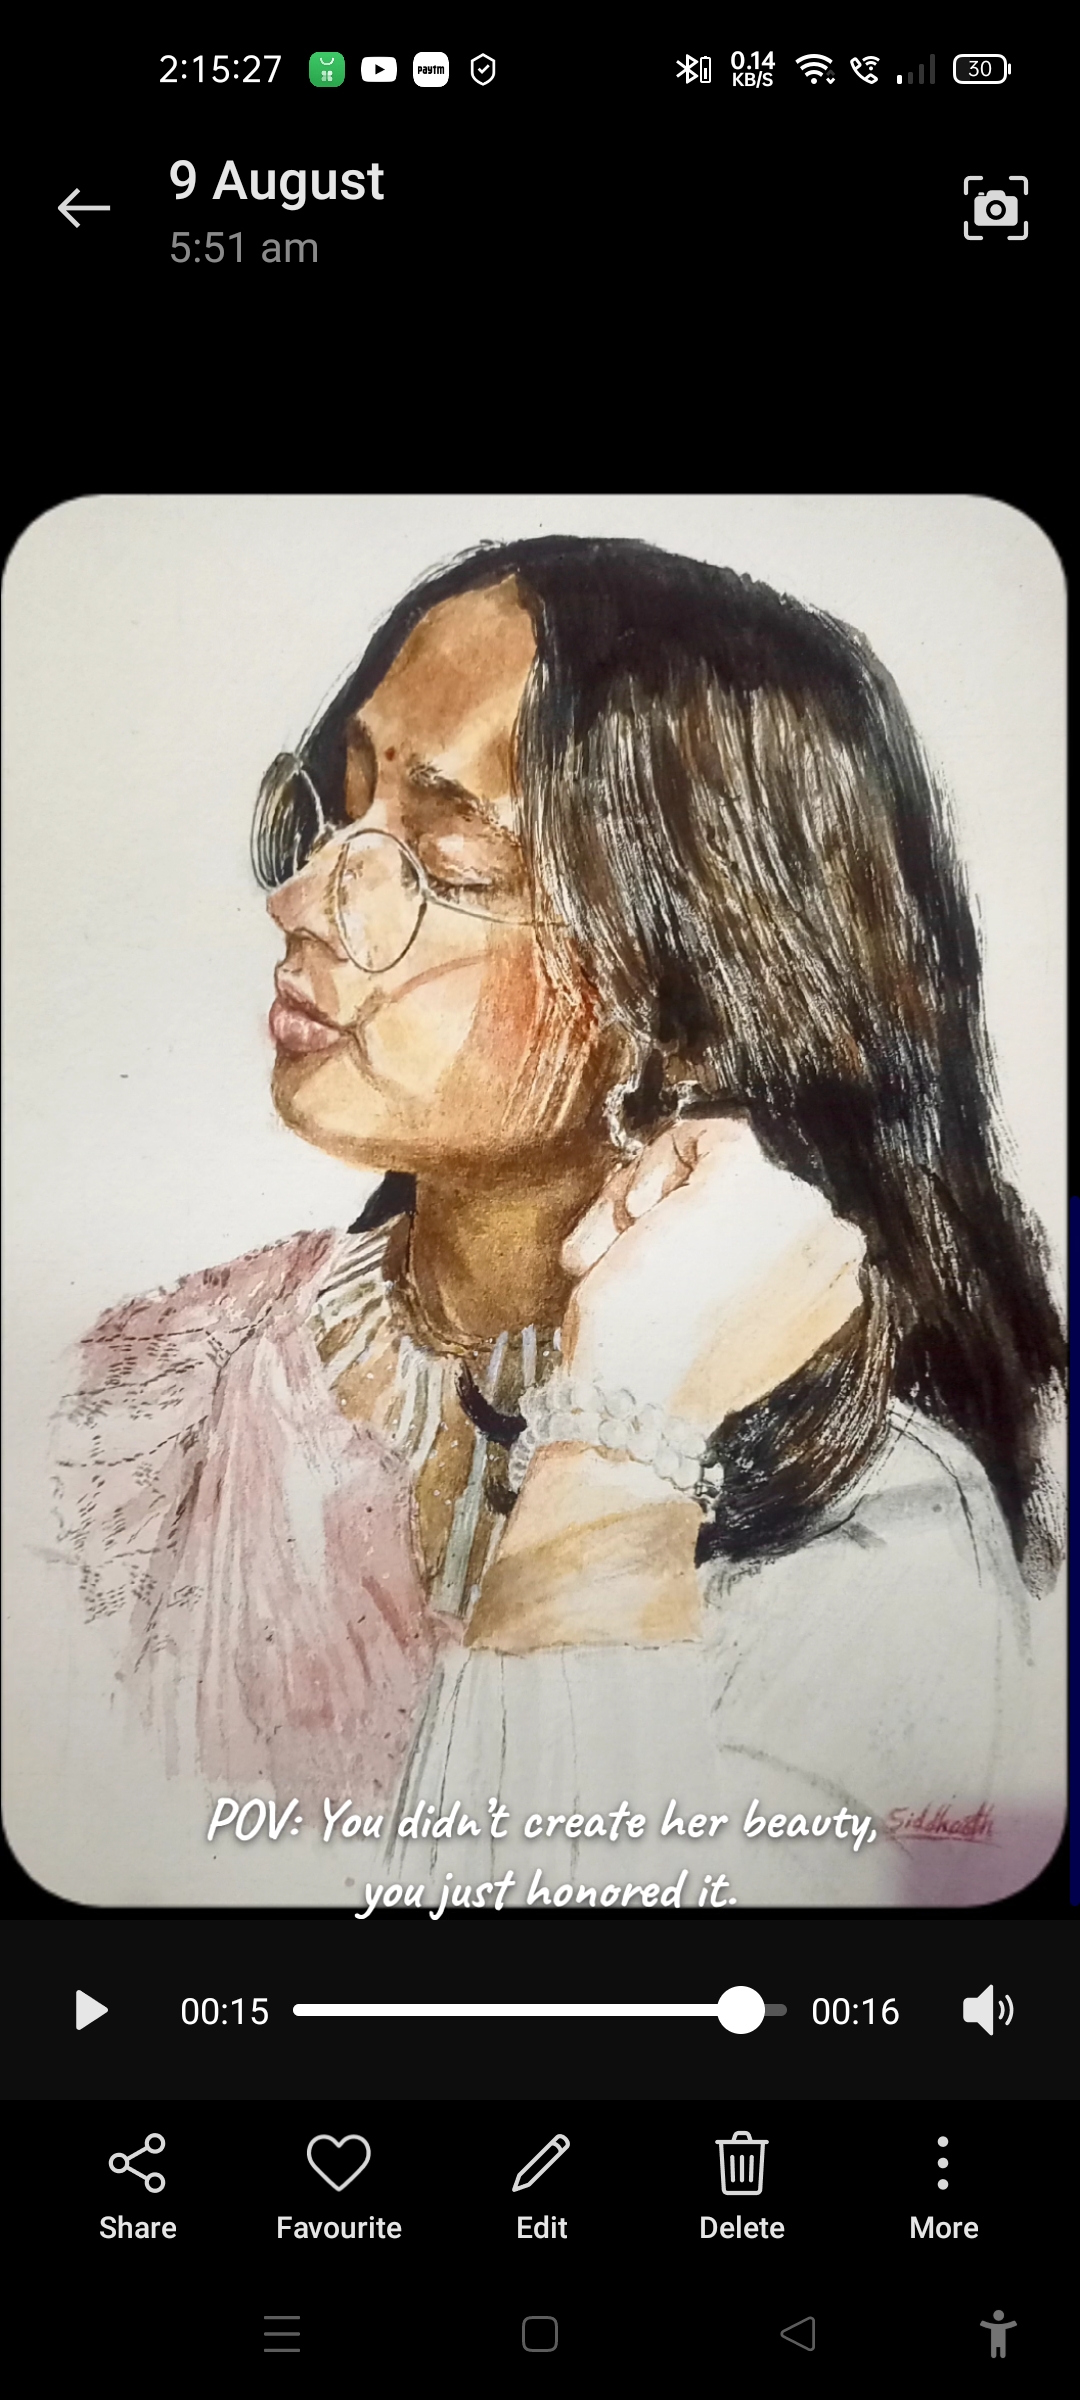 2:15:27
paytm
0.14
KB/S
30
9 August
5:51 am
POV: You didn't create her beauty,
you just honored it.
Siddharth
00:15
00:16
Share
Favourite
Edit
Delete
More